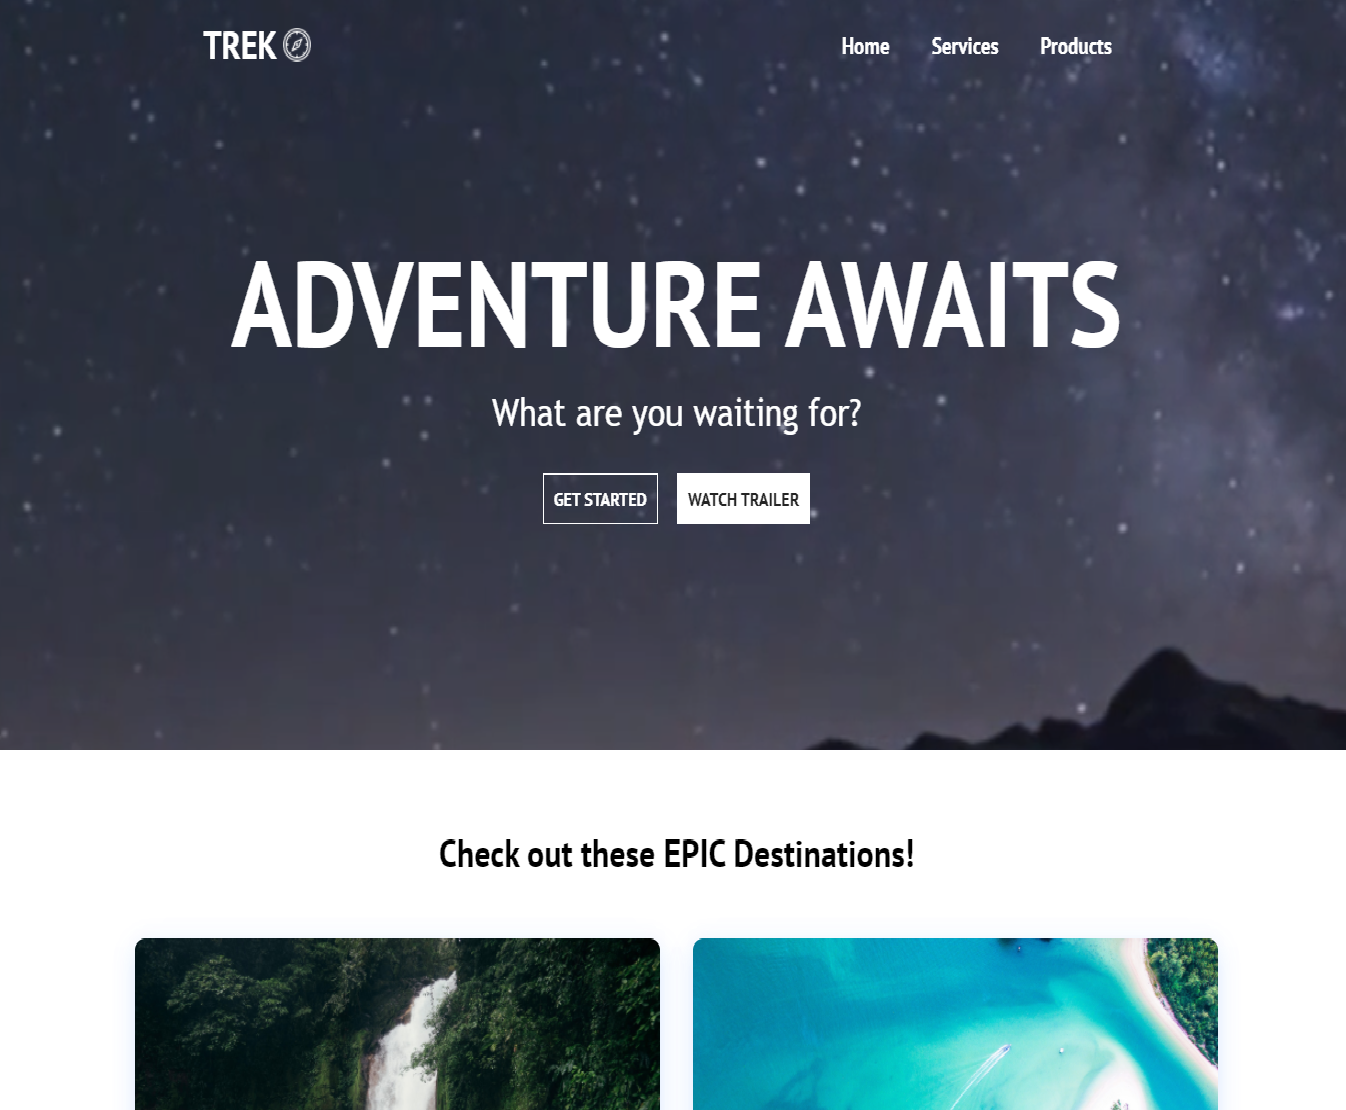 TREK
Home Services Products
ADVENTURE AWAITS
What are you waiting for?
GET STARTED WATCH TRAILER
Check out these EPIC Destinations!